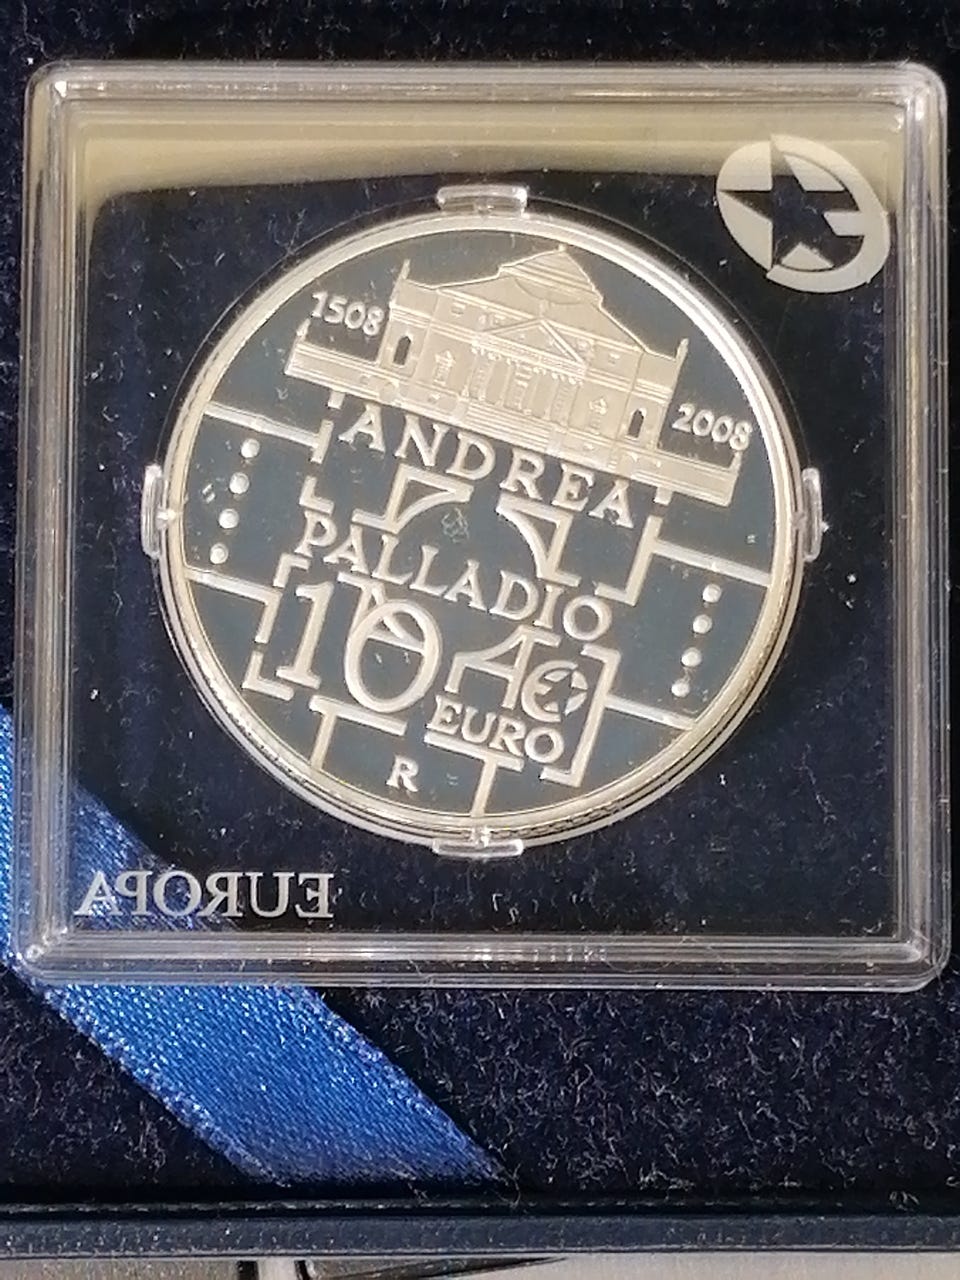 1508
2008
ANDREA
PALLADIO
10
EURO
R
EUROPA